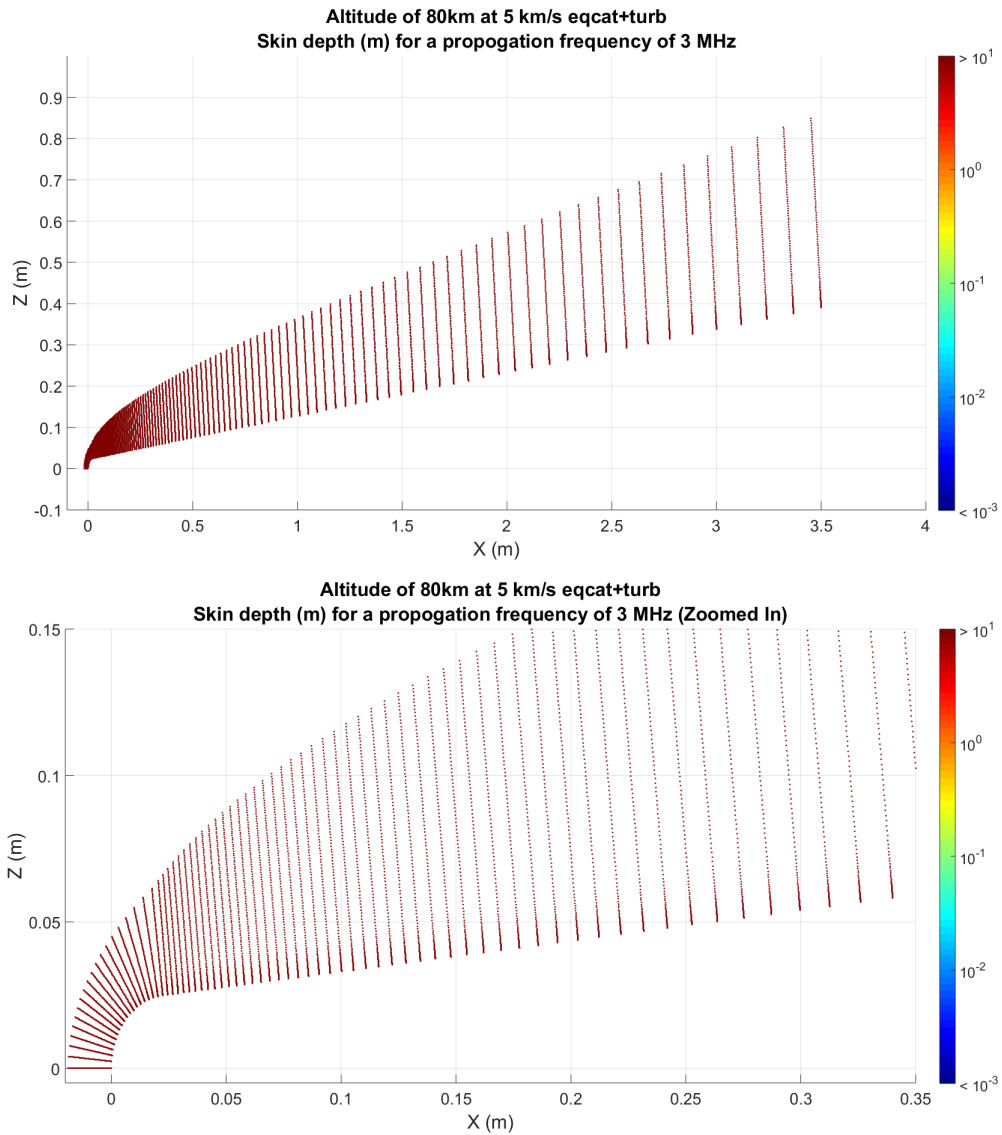 Altitude of 80km at 5 km/s eqcat+turb
Skin depth (m) for a propogation frequency of 3 MHz
> 10^1
10^0
10^-1
10^-2
< 10^-3
0.9
0.8
0.7
0.6
0.5
0.4
0.3
0.2
0.1
0
-0.1
Z (m)
0 0.5 1 1.5 2 2.5 3 3.5 4
X (m)
Altitude of 80km at 5 km/s eqcat+turb
Skin depth (m) for a propogation frequency of 3 MHz (Zoomed In)
> 10^1
10^0
10^-1
10^-2
< 10^-3
0.15
0.1
0.05
0
Z (m)
0 0.05 0.1 0.15 0.2 0.25 0.3 0.35
X (m)